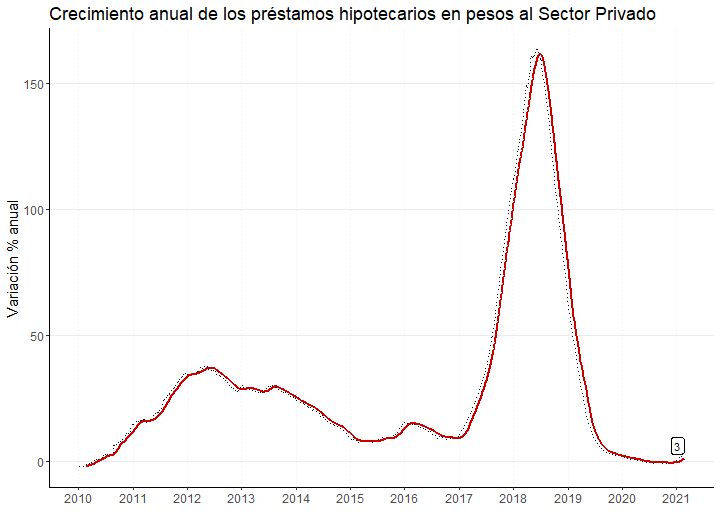 Crecimiento anual de los préstamos hipotecarios en pesos al Sector Privado
Variación % anual
150
100
50
0
3
2010 2011 2012 2013 2014 2015 2016 2017 2018 2019 2020 2021